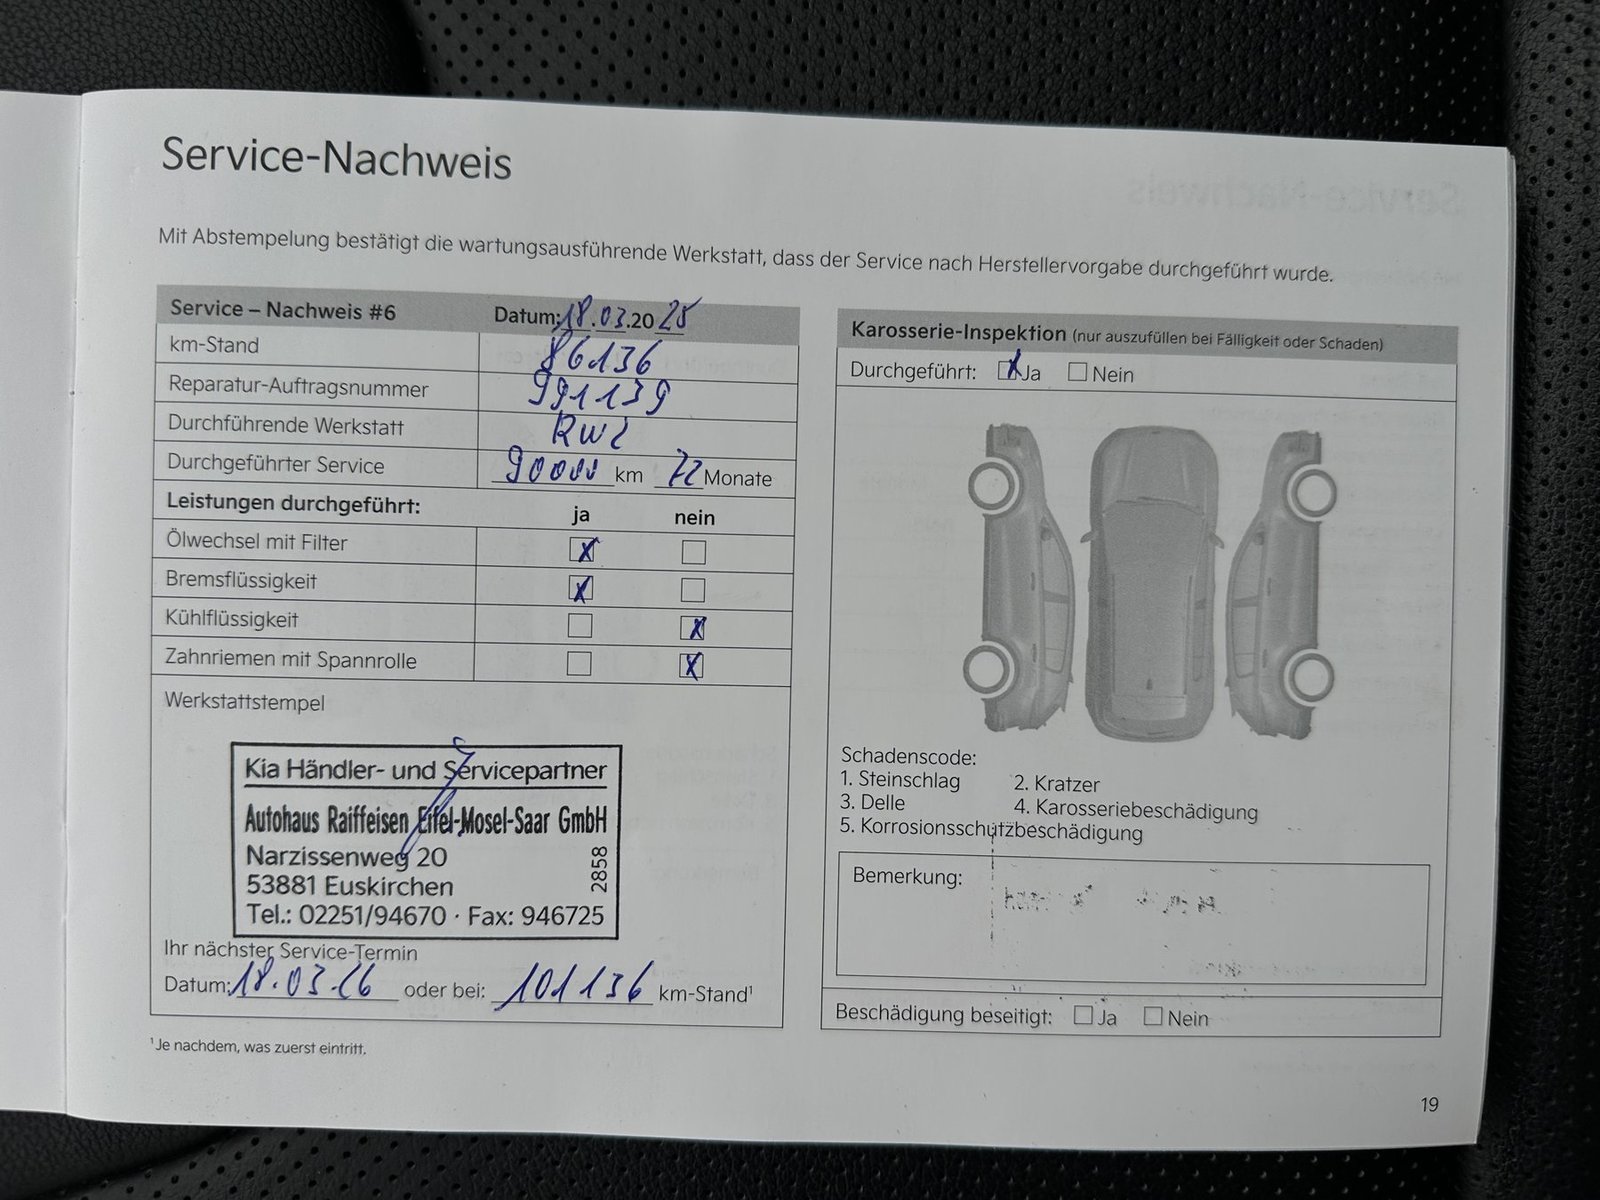 Service-Nachweis
Mit Abstempelung bestätigt die wartungsausführende Werkstatt, dass der Service nach Herstellervorgabe durchgeführt wurde.
Service – Nachweis #6 Datum: 18.03.2025
km-Stand 86136
Reparatur-Auftragsnummer 991139
Durchführende Werkstatt
Durchgeführter Service 90000 km 72 Monate
Leistungen durchgeführt: ja nein
Ölwechsel mit Filter
Bremsflüssigkeit
Kühlflüssigkeit
Zahnriemen mit Spannrolle
Werkstattstempel
Kia Händler- und Servicepartner
Autohaus Raiffeisen Eifel-Mosel-Saar GmbH
Narzissenweg 20
53881 Euskirchen
2858
Tel.: 02251/94670 · Fax: 946725
Ihr nächster Service-Termin
Datum: 18.03.26 oder bei: 101136 km-Stand¹
¹Je nachdem, was zuerst eintritt.
Karosserie-Inspektion (nur auszufüllen bei Fälligkeit oder Schaden)
Durchgeführt: Ja Nein
Schadenscode:
1. Steinschlag 2. Kratzer
3. Delle 4. Karosseriebeschädigung
5. Korrosionsschutzbeschädigung
Bemerkung:
Beschädigung beseitigt: Ja Nein
19